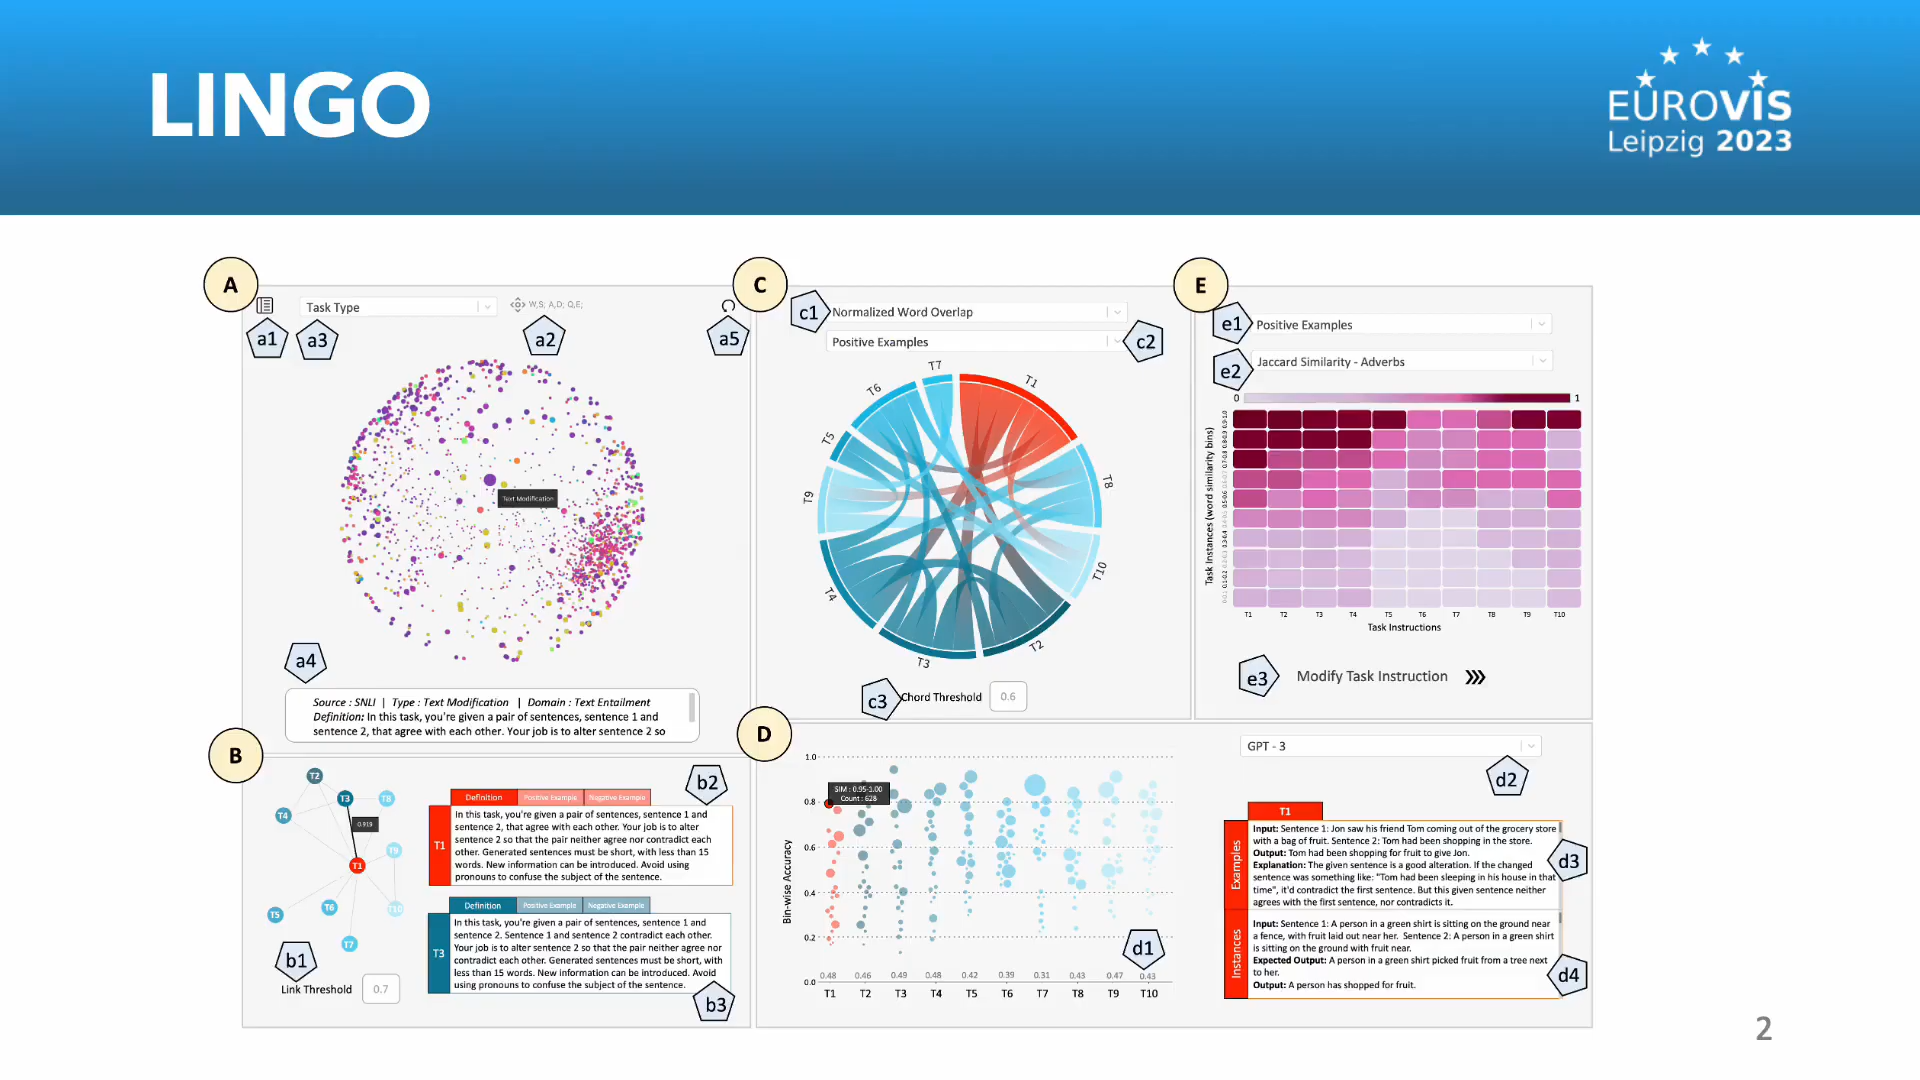 LINGO
EUROVIS
Leipzig 2023
A
Task Type
W,S; A,D; Q,E;
a1
a3
a2
a5
Text Modification
a4
Source : SNLI | Type : Text Modification | Domain : Text Entailment
Definition: In this task, you're given a pair of sentences, sentence 1 and
sentence 2, that agree with each other. Your job is to alter sentence 2 so
B
T2
T3
T8
T4
0.919
T9
T1
T5
T6
T10
T7
b1
Link Threshold
0.7
b2
Definition
Positive Example
Negative Example
T1
In this task, you're given a pair of sentences, sentence 1 and
sentence 2, that agree with each other. Your job is to alter
sentence 2 so that the pair neither agree nor contradict each
other. Generated sentences must be short, with less than 15
words. New information can be introduced. Avoid using
pronouns to confuse the subject of the sentence.
Definition
Positive Example
Negative Example
T3
In this task, you're given a pair of sentences, sentence 1 and
sentence 2. Sentence 1 and sentence 2 contradict each other.
Your job is to alter sentence 2 so that the pair neither agree nor
contradict each other. Generated sentences must be short, with
less than 15 words. New information can be introduced. Avoid
using pronouns to confuse the subject of the sentence.
b3
C
c1
Normalized Word Overlap
Positive Examples
c2
T7
T1
T6
T5
T8
T9
T10
T4
T3
T2
c3
Chord Threshold
0.6
D
1.0
0.8
0.6
0.4
0.2
0.0
Bin-wise Accuracy
SIM : 0.95-1.00
Count : 628
0.48 0.46 0.49 0.48 0.42 0.39 0.31 0.43 0.47 0.43
T1 T2 T3 T4 T5 T6 T7 T8 T9 T10
d1
GPT - 3
d2
T1
Examples
Input: Sentence 1: Jon saw his friend Tom coming out of the grocery store
with a bag of fruit. Sentence 2: Tom had been shopping in the store.
Output: Tom had been shopping for fruit to give Jon.
Explanation: The given sentence is a good alteration. If the changed
sentence was something like: "Tom had been sleeping in his house in that
time", it'd contradict the first sentence. But this given sentence neither
agrees with the first sentence, nor contradicts it.
d3
Instances
Input: Sentence 1: A person in a green shirt is sitting on the ground near
a fence, with fruit laid out near her. Sentence 2: A person in a green shirt
is sitting on the ground with fruit near.
Expected Output: A person in a green shirt picked fruit from a tree next
to her.
Output: A person has shopped for fruit.
d4
E
e1
Positive Examples
e2
Jaccard Similarity - Adverbs
0
1
Task Instances (word similarity bins)
T1 T2 T3 T4 T5 T6 T7 T8 T9 T10
Task Instructions
e3
Modify Task Instruction
2